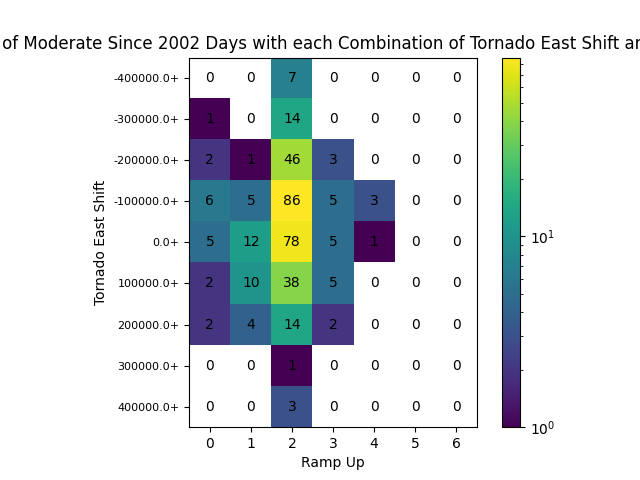 of Moderate Since 2002 Days with each Combination of Tornado East Shift
-400000.0+ 0 0 7 0 0 0 0
-300000.0+ 1 0 14 0 0 0 0
-200000.0+ 2 1 46 3 0 0 0
-100000.0+ 6 5 86 5 3 0 0
0.0+ 5 12 78 5 1 0 0
100000.0+ 2 10 38 5 0 0 0
200000.0+ 2 4 14 2 0 0 0
300000.0+ 0 0 1 0 0 0 0
400000.0+ 0 0 3 0 0 0 0
0 1 2 3 4 5 6
Ramp Up
Tornado East Shift
10¹
10⁰